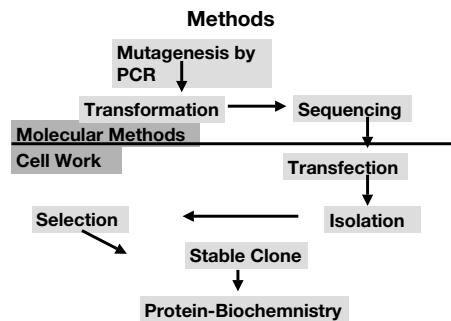 Methods
Mutagenesis by
PCR
Transformation
Sequencing
Molecular Methods
Cell Work
Transfection
Selection
Isolation
Stable Clone
Protein-Biochemnistry